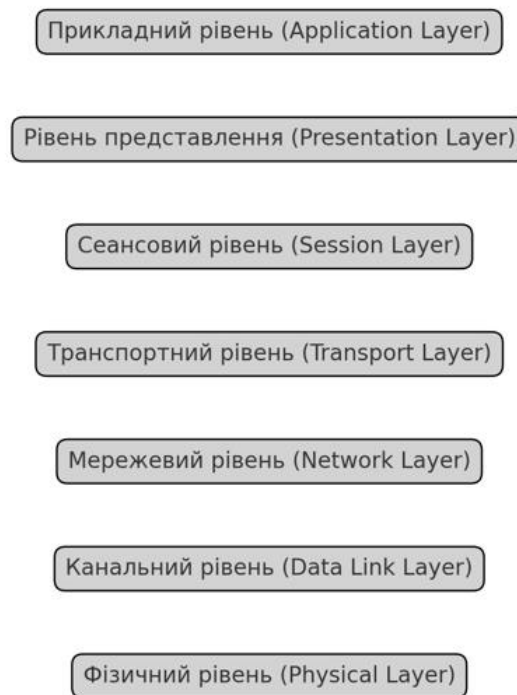 Прикладний рівень (Application Layer)
Рівень представлення (Presentation Layer)
Сеансовий рівень (Session Layer)
Транспортний рівень (Transport Layer)
Мережевий рівень (Network Layer)
Канальний рівень (Data Link Layer)
Фізичний рівень (Physical Layer)